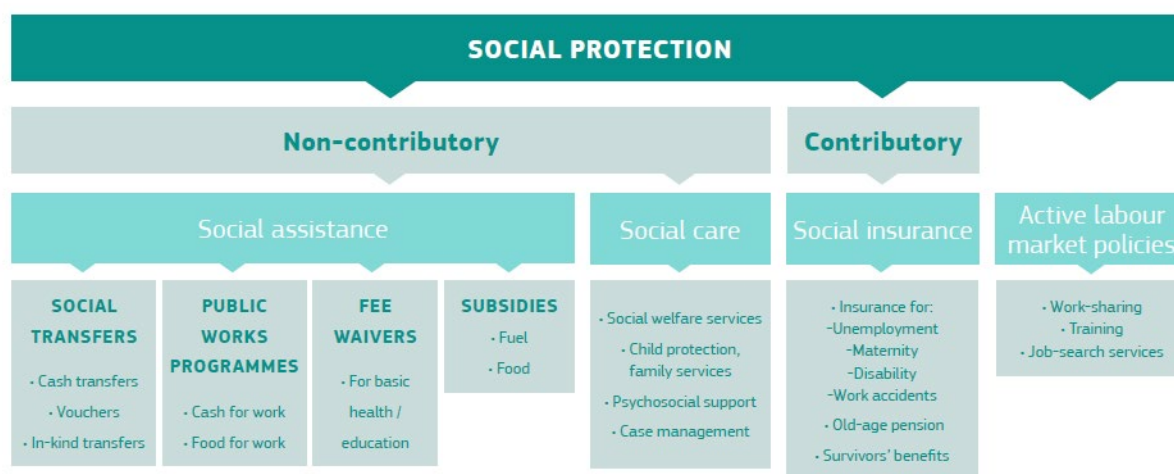 SOCIAL PROTECTION
Non-contributory
Contributory
Social assistance
Social care
Social insurance
Active labour
market policies
SOCIAL
TRANSFERS
• Cash transfers
• Vouchers
• In-kind transfers
PUBLIC
WORKS
PROGRAMMES
• Cash for work
• Food for work
FEE
WAIVERS
• For basic
health /
education
SUBSIDIES
• Fuel
• Food
• Social welfare services
• Child protection,
family services
• Psychosocial support
• Case management
• Insurance for:
-Unemployment
-Maternity
-Disability
-Work accidents
• Old-age pension
• Survivors' benefits
• Work-sharing
• Training
• Job-search services